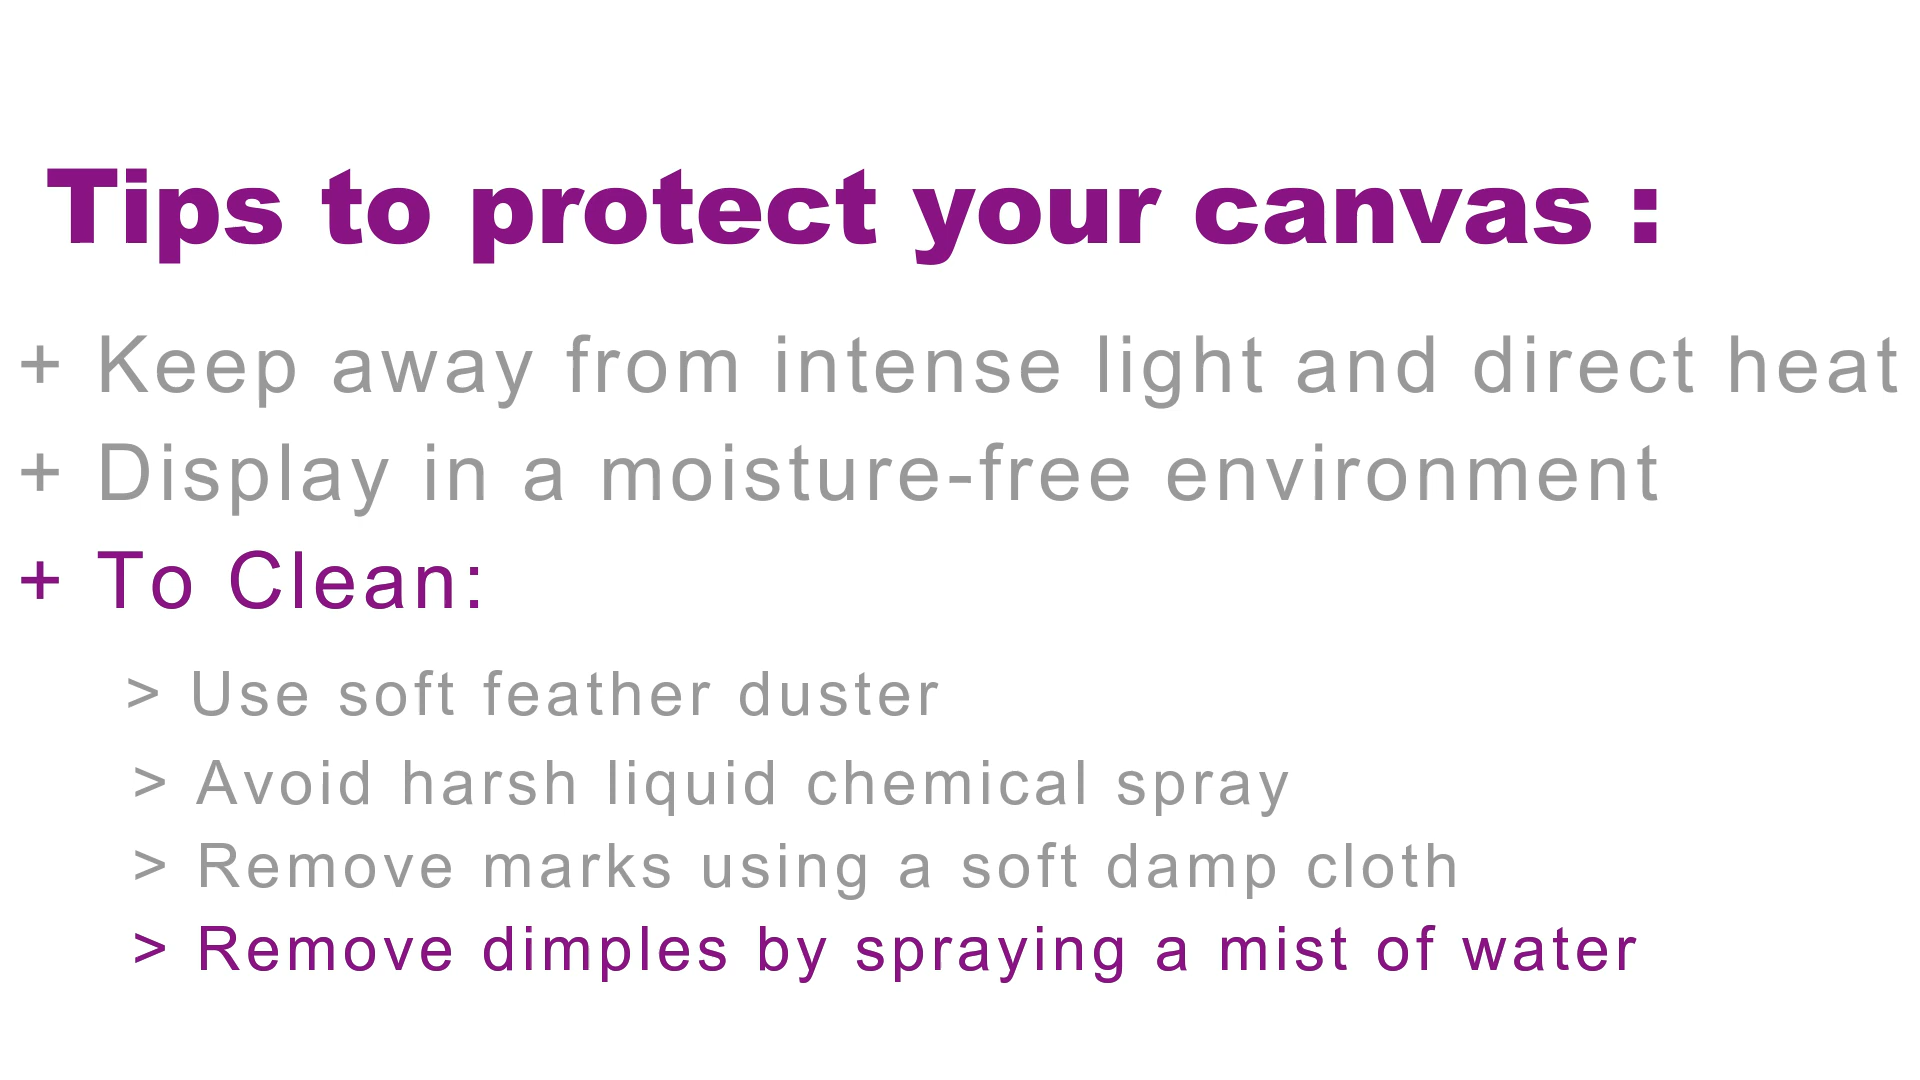 Tips to protect your canvas :
+ Keep away from intense light and direct heat
+ Display in a moisture-free environment
+ To Clean:
> Use soft feather duster
> Avoid harsh liquid chemical spray
> Remove marks using a soft damp cloth
> Remove dimples by spraying a mist of water